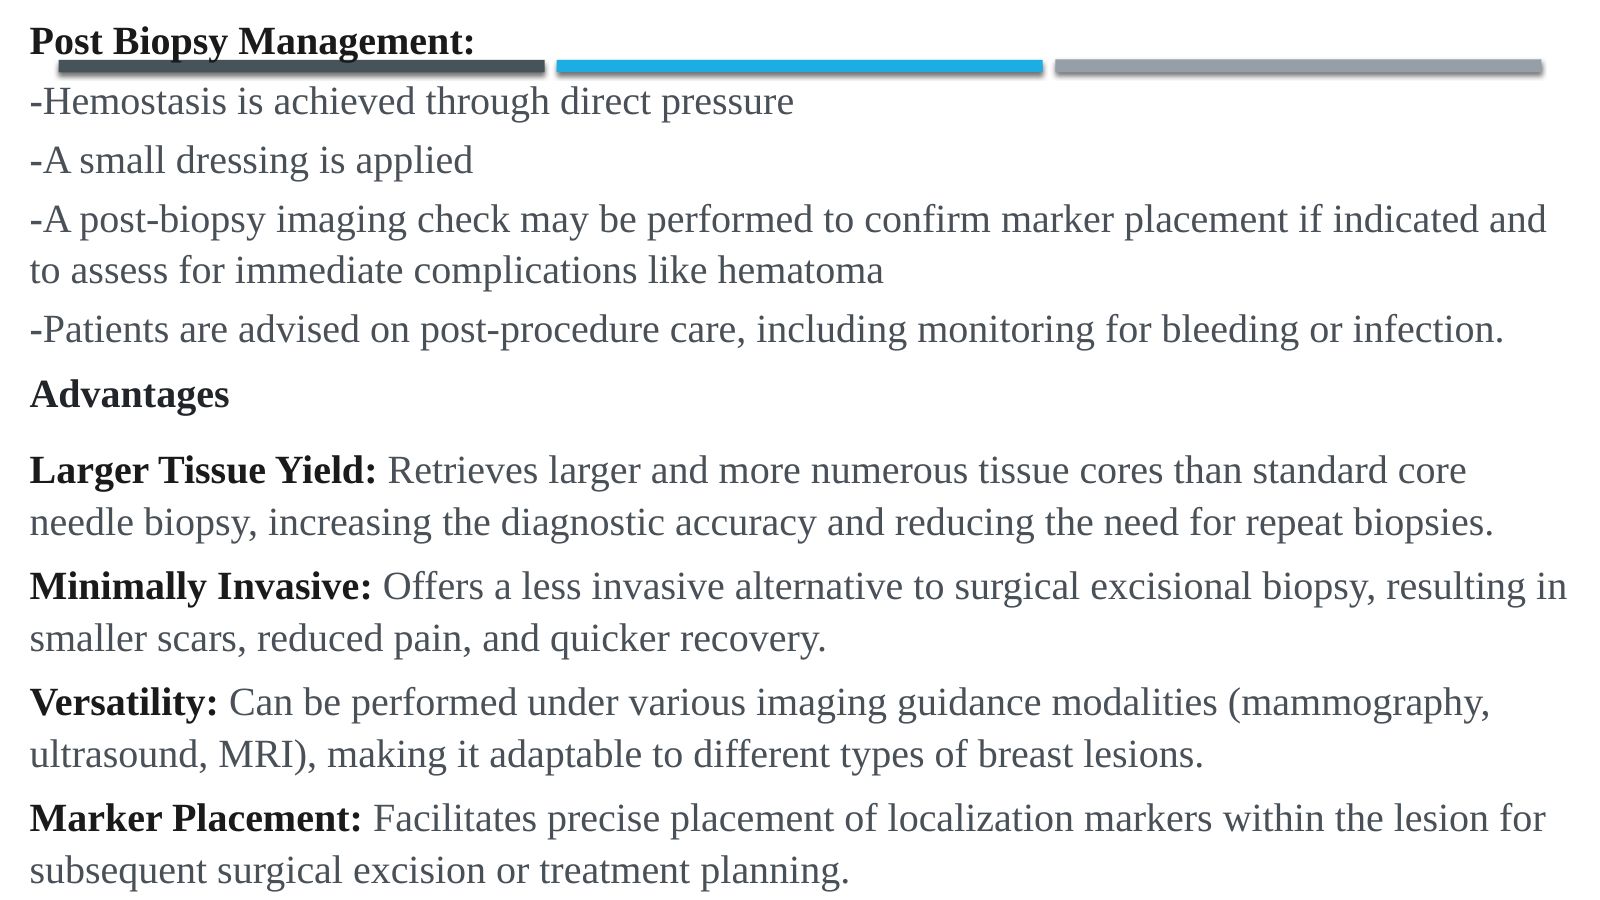 Post Biopsy Management:
-Hemostasis is achieved through direct pressure
-A small dressing is applied
-A post-biopsy imaging check may be performed to confirm marker placement if indicated and
to assess for immediate complications like hematoma
-Patients are advised on post-procedure care, including monitoring for bleeding or infection.
Advantages
Larger Tissue Yield: Retrieves larger and more numerous tissue cores than standard core
needle biopsy, increasing the diagnostic accuracy and reducing the need for repeat biopsies.
Minimally Invasive: Offers a less invasive alternative to surgical excisional biopsy, resulting in
smaller scars, reduced pain, and quicker recovery.
Versatility: Can be performed under various imaging guidance modalities (mammography,
ultrasound, MRI), making it adaptable to different types of breast lesions.
Marker Placement: Facilitates precise placement of localization markers within the lesion for
subsequent surgical excision or treatment planning.